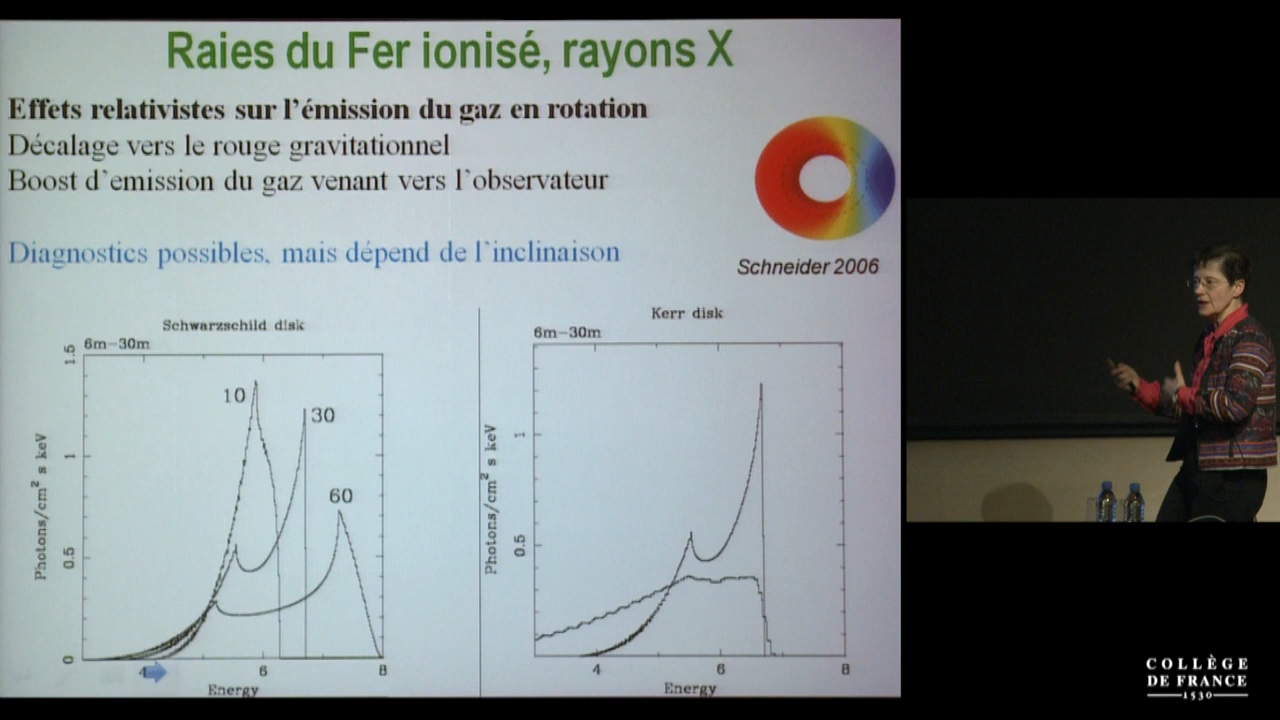 Raies du Fer ionisé, rayons X
Effets relativistes sur l'émission du gaz en rotation
Décalage vers le rouge gravitationnel
Boost d'emission du gaz venant vers l'observateur
Diagnostics possibles, mais dépend de l'inclinaison
Schneider 2006
Schwarzschild disk
6m-30m
1.5
1
0.5
0
Photons/cm² s keV
10
30
60
4
6
8
Energy
Kerr disk
6m-30m
1
0.5
Photons/cm² s keV
4
6
8
Energy
COLLÈGE
DE FRANCE
1530